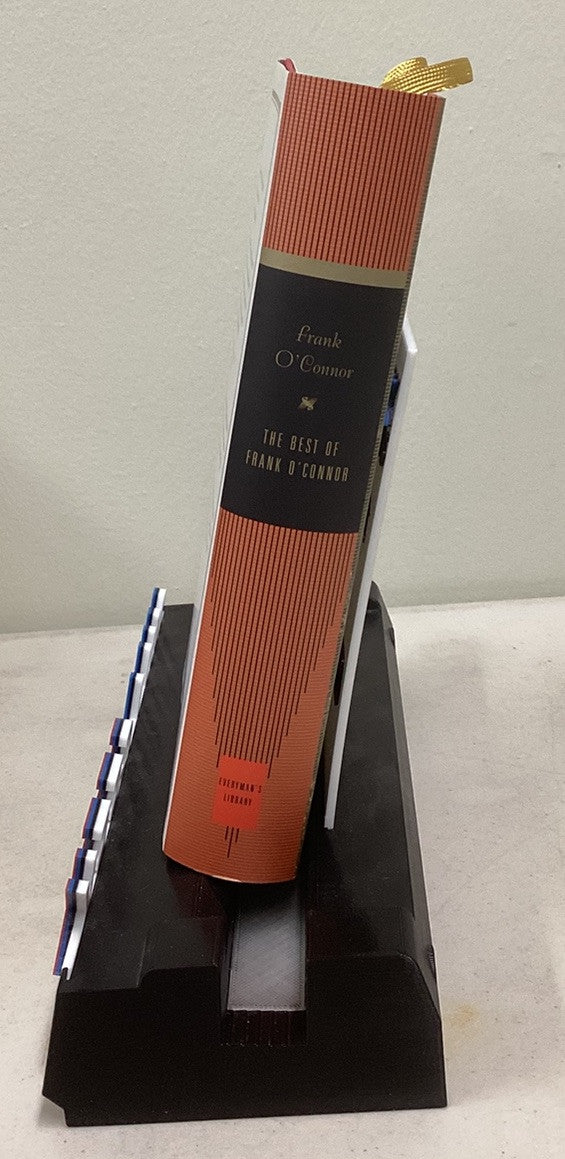 Frank
O'Connor
THE BEST OF
FRANK O'CONNOR
EVERYMAN'S
LIBRARY